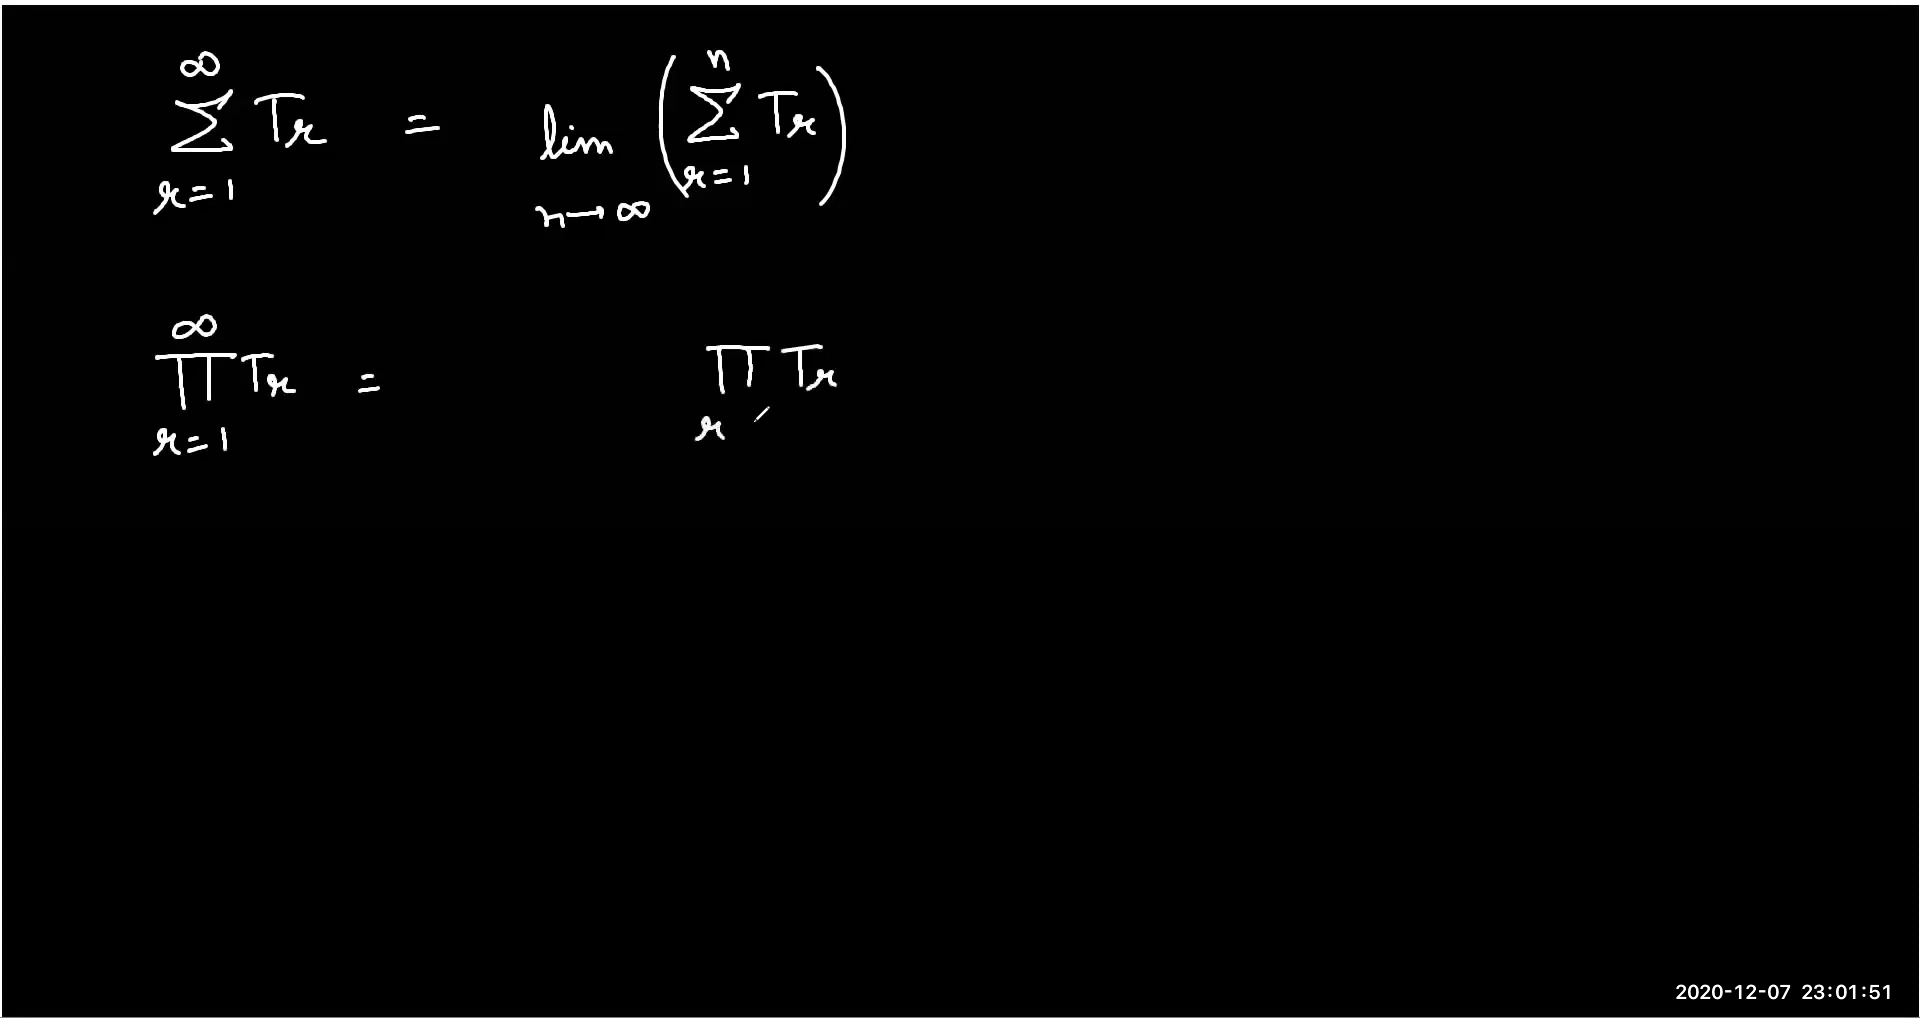 ∞ n
∑ Tr = lim (∑ Tr)
r=1 n→∞ r=1
∞
∏ Tr = ∏ Tr
r=1 r
2020-12-07 23:01:51